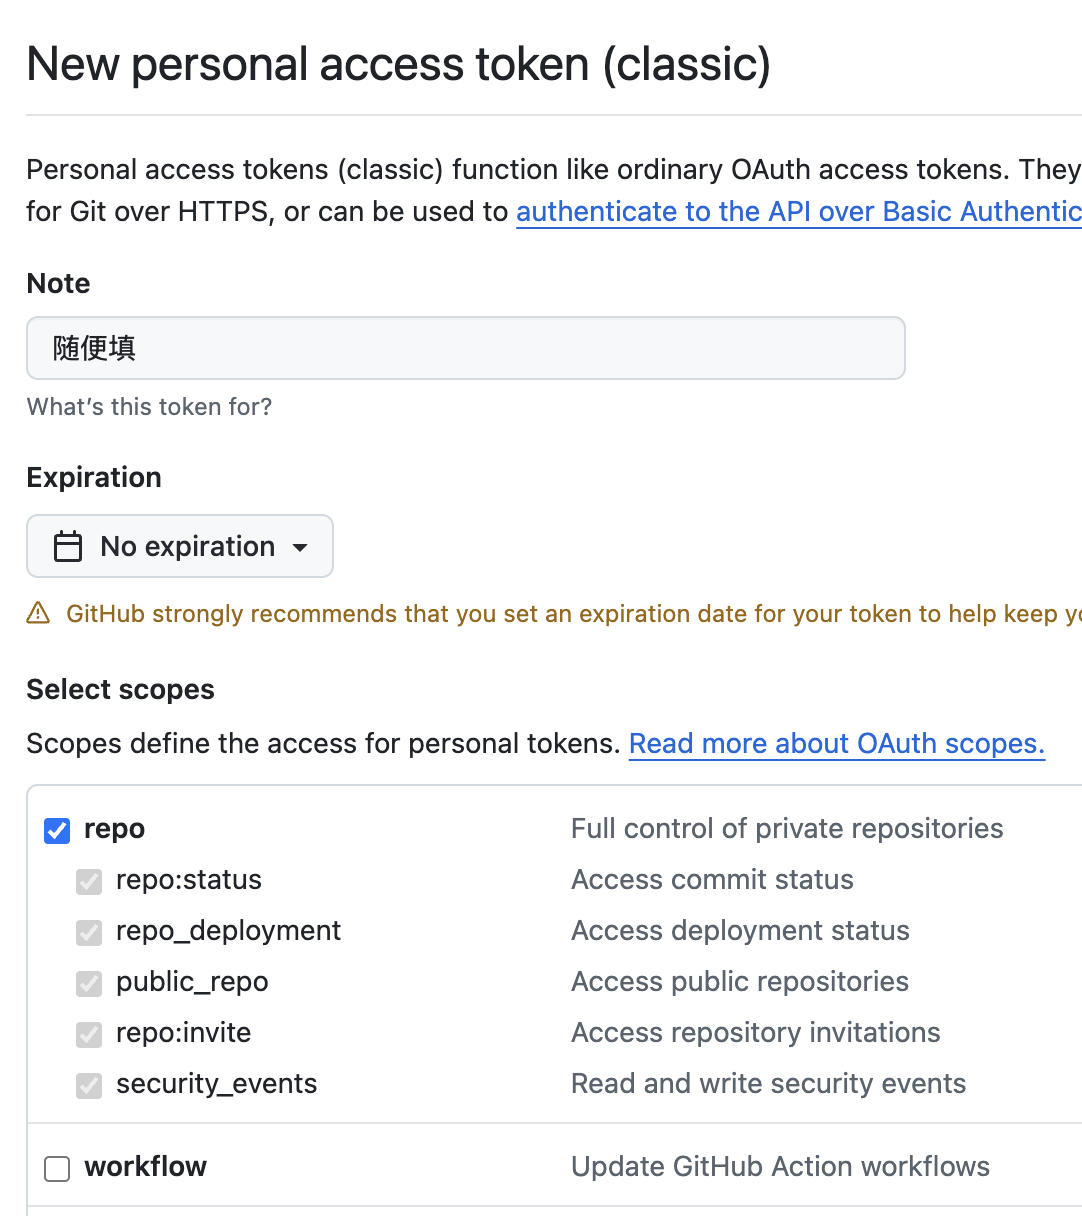 New personal access token (classic)
Personal access tokens (classic) function like ordinary OAuth access tokens. They
for Git over HTTPS, or can be used to authenticate to the API over Basic Authentic
Note
随便填
What's this token for?
Expiration
No expiration
GitHub strongly recommends that you set an expiration date for your token to help keep yo
Select scopes
Scopes define the access for personal tokens. Read more about OAuth scopes.
repo Full control of private repositories
repo:status Access commit status
repo_deployment Access deployment status
public_repo Access public repositories
repo:invite Access repository invitations
security_events Read and write security events
workflow Update GitHub Action workflows